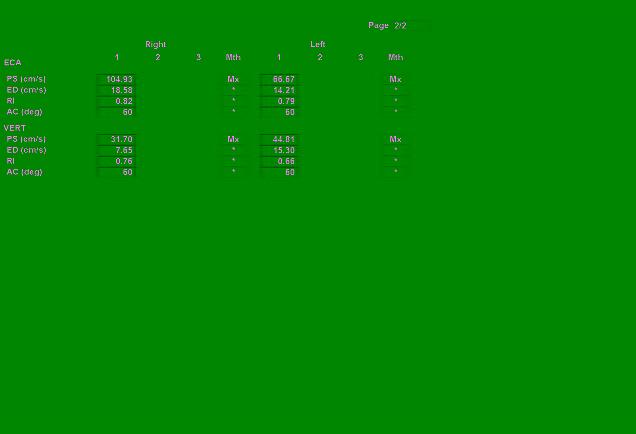 Page 2/2
Right Left
1 2 3 Mth 1 2 3 Mth
ECA
PS (cm/s) 104.93 Mx 66.67 Mx
ED (cm/s) 18.58 * 14.21 *
RI 0.82 * 0.79 *
AC (deg) 60 * 60 *
VERT
PS (cm/s) 31.70 Mx 44.81 Mx
ED (cm/s) 7.65 * 15.30 *
RI 0.76 * 0.66 *
AC (deg) 60 * 60 *